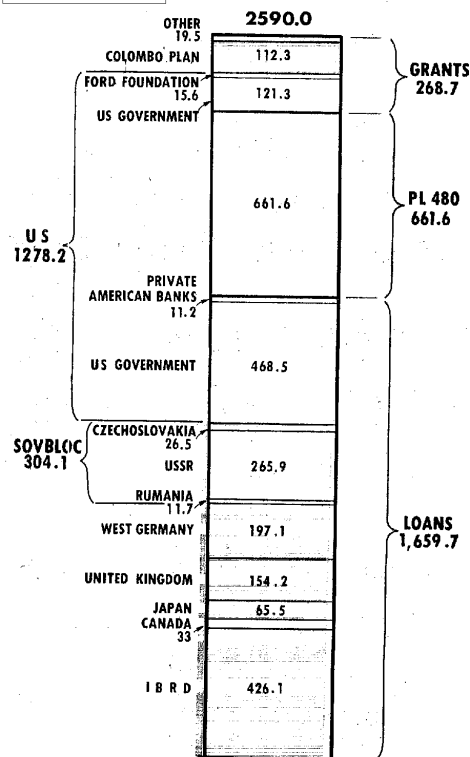 2590.0
OTHER
19.5
COLOMBO PLAN
112.3
FORD FOUNDATION
15.6
121.3
US GOVERNMENT
GRANTS
268.7
661.6
PL 480
661.6
US
1278.2
PRIVATE
AMERICAN BANKS
11.2
US GOVERNMENT
468.5
CZECHOSLOVAKIA
26.5
SOVBLOC
304.1
USSR
265.9
RUMANIA
11.7
WEST GERMANY
197.1
LOANS
1,659.7
UNITED KINGDOM
154.2
JAPAN
65.5
CANADA
33
IBRD
426.1